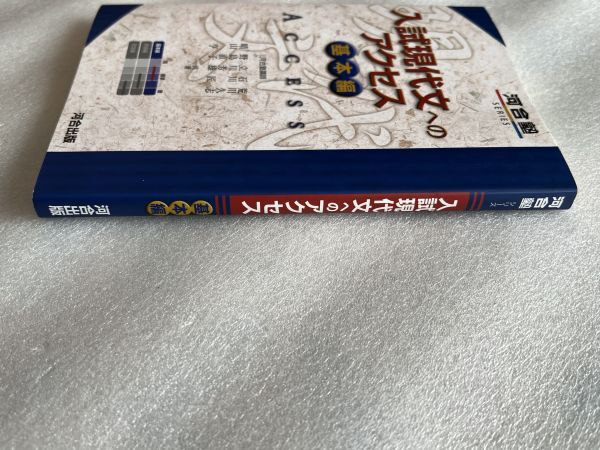 河合塾
SERIES
入試現代文への
アクセス
基本編
ACCESS
河合出版
河合塾
シリーズ
入試現代文へのアクセス
基本編
河合出版